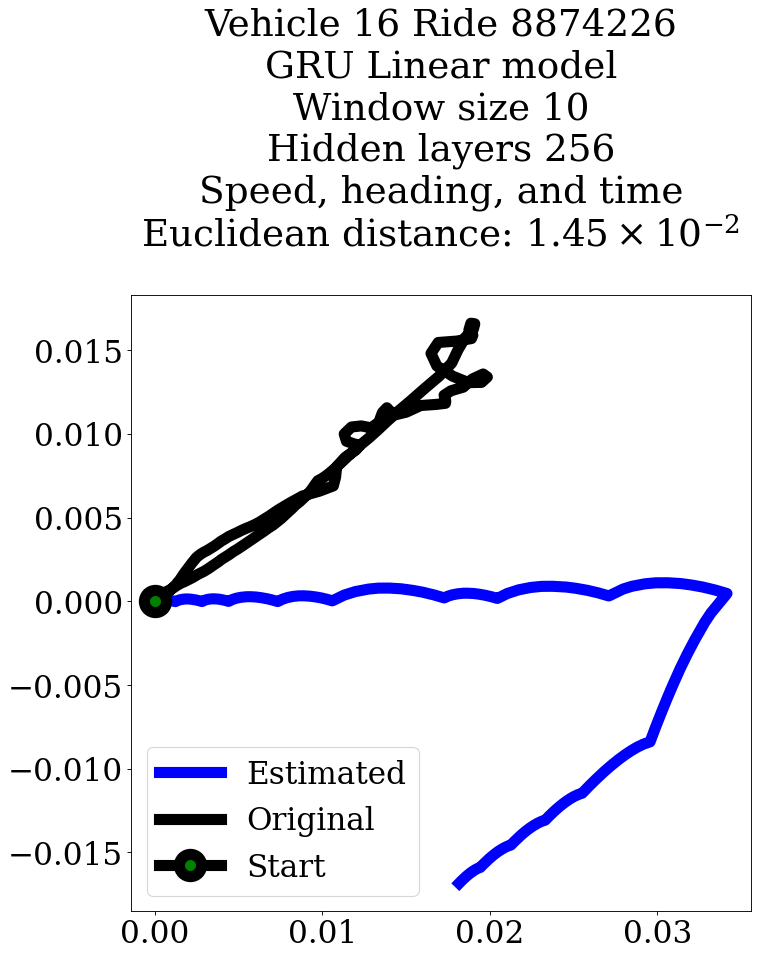 Vehicle 16 Ride 8874226
GRU Linear model
Window size 10
Hidden layers 256
Speed, heading, and time
Euclidean distance: 1.45 × 10⁻²
0.015
0.010
0.005
0.000
−0.005
−0.010
−0.015
Estimated
Original
Start
0.00 0.01 0.02 0.03